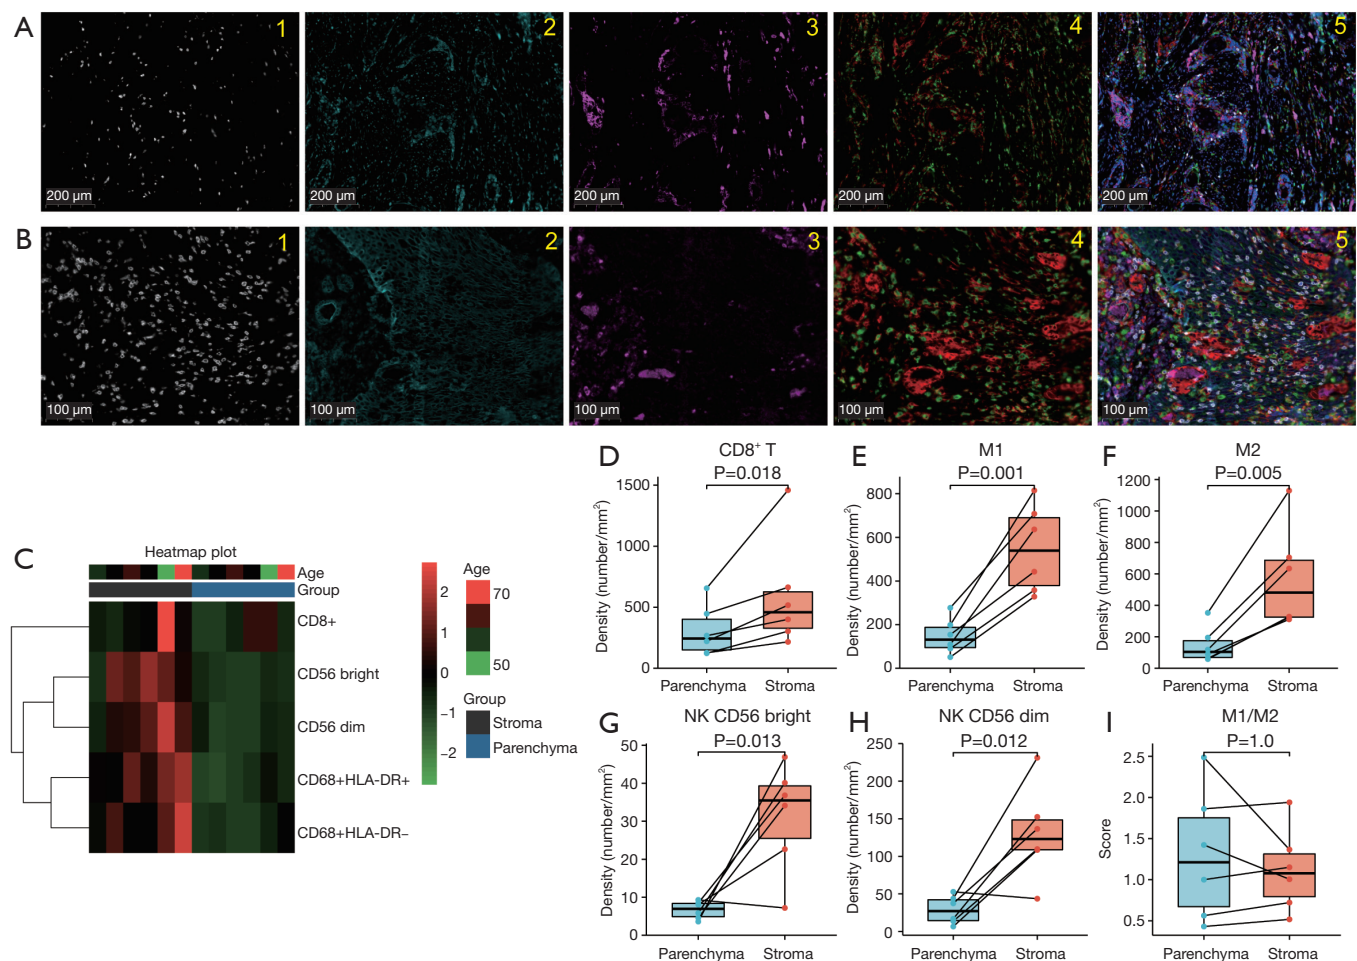 A
1
2
3
4
5
200 μm
200 μm
200 μm
200 μm
200 μm
B
1
2
3
4
5
100 μm
100 μm
100 μm
100 μm
100 μm
C
Heatmap plot
Age
Group
CD8+
CD56 bright
CD56 dim
CD68+HLA-DR+
CD68+HLA-DR−
2
1
0
−1
−2
Age
70
50
Group
Stroma
Parenchyma
D
CD8⁺ T
P=0.018
Density (number/mm²)
1500
1000
500
0
Parenchyma
Stroma
E
M1
P=0.001
Density (number/mm²)
800
600
400
200
0
Parenchyma
Stroma
F
M2
P=0.005
Density (number/mm²)
1200
1000
800
600
400
200
0
Parenchyma
Stroma
G
NK CD56 bright
P=0.013
Density (number/mm²)
50
40
30
20
10
0
Parenchyma
Stroma
H
NK CD56 dim
P=0.012
Density (number/mm²)
250
200
150
100
50
0
Parenchyma
Stroma
I
M1/M2
P=1.0
Score
2.5
2.0
1.5
1.0
0.5
Parenchyma
Stroma